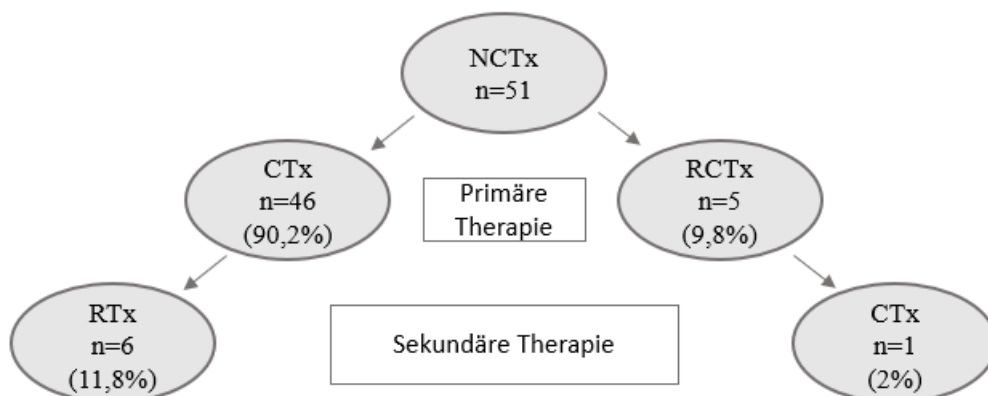 NCTx
n=51
CTx
n=46
(90,2%)
Primäre
Therapie
RCTx
n=5
(9,8%)
RTx
n=6
(11,8%)
Sekundäre Therapie
CTx
n=1
(2%)